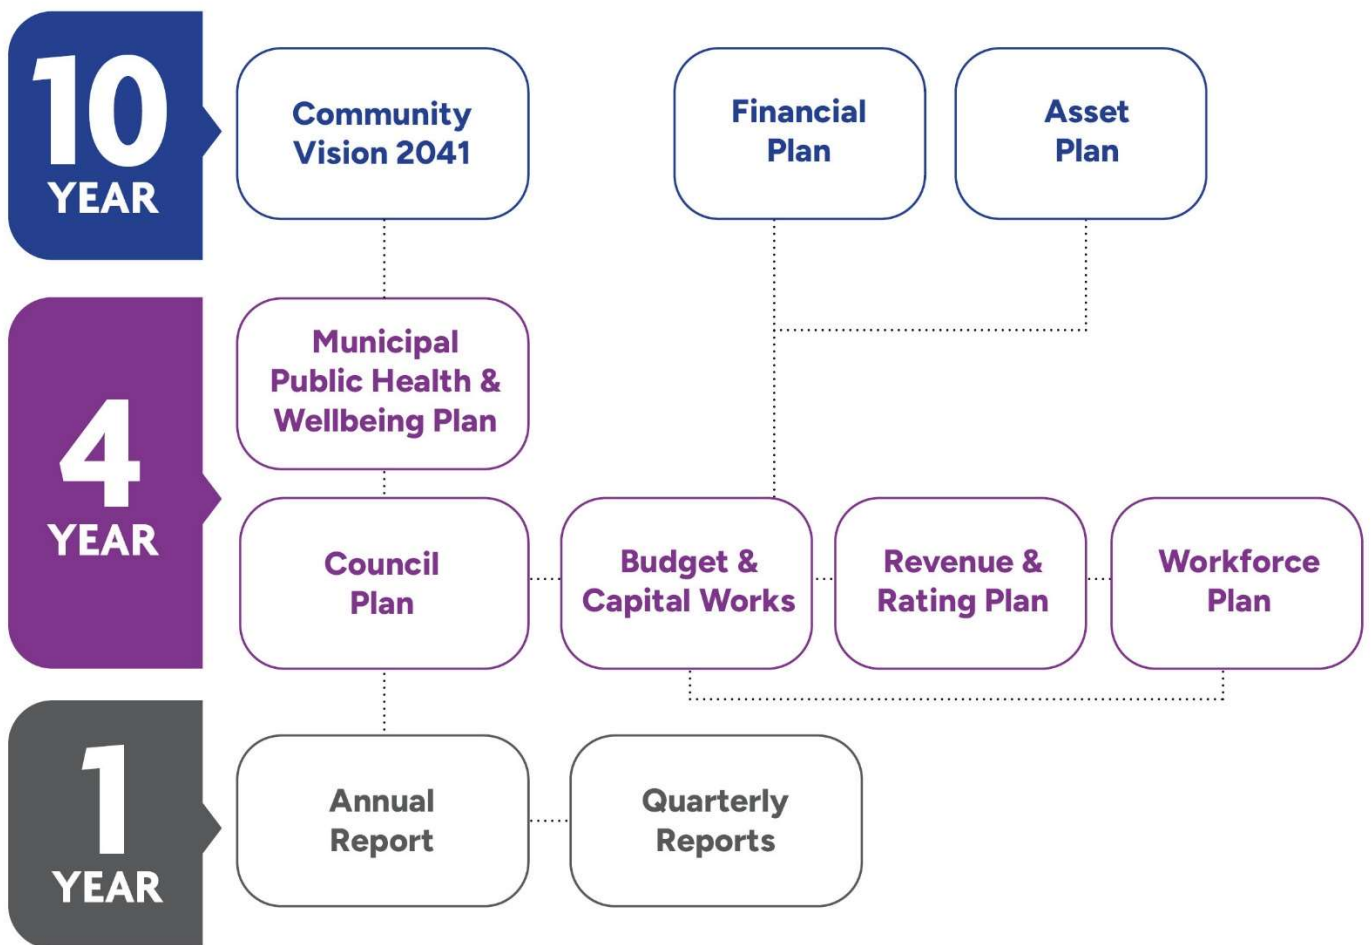 10
YEAR
Community
Vision 2041
Financial
Plan
Asset
Plan
4
YEAR
Municipal
Public Health &
Wellbeing Plan
Council
Plan
Budget &
Capital Works
Revenue &
Rating Plan
Workforce
Plan
1
YEAR
Annual
Report
Quarterly
Reports